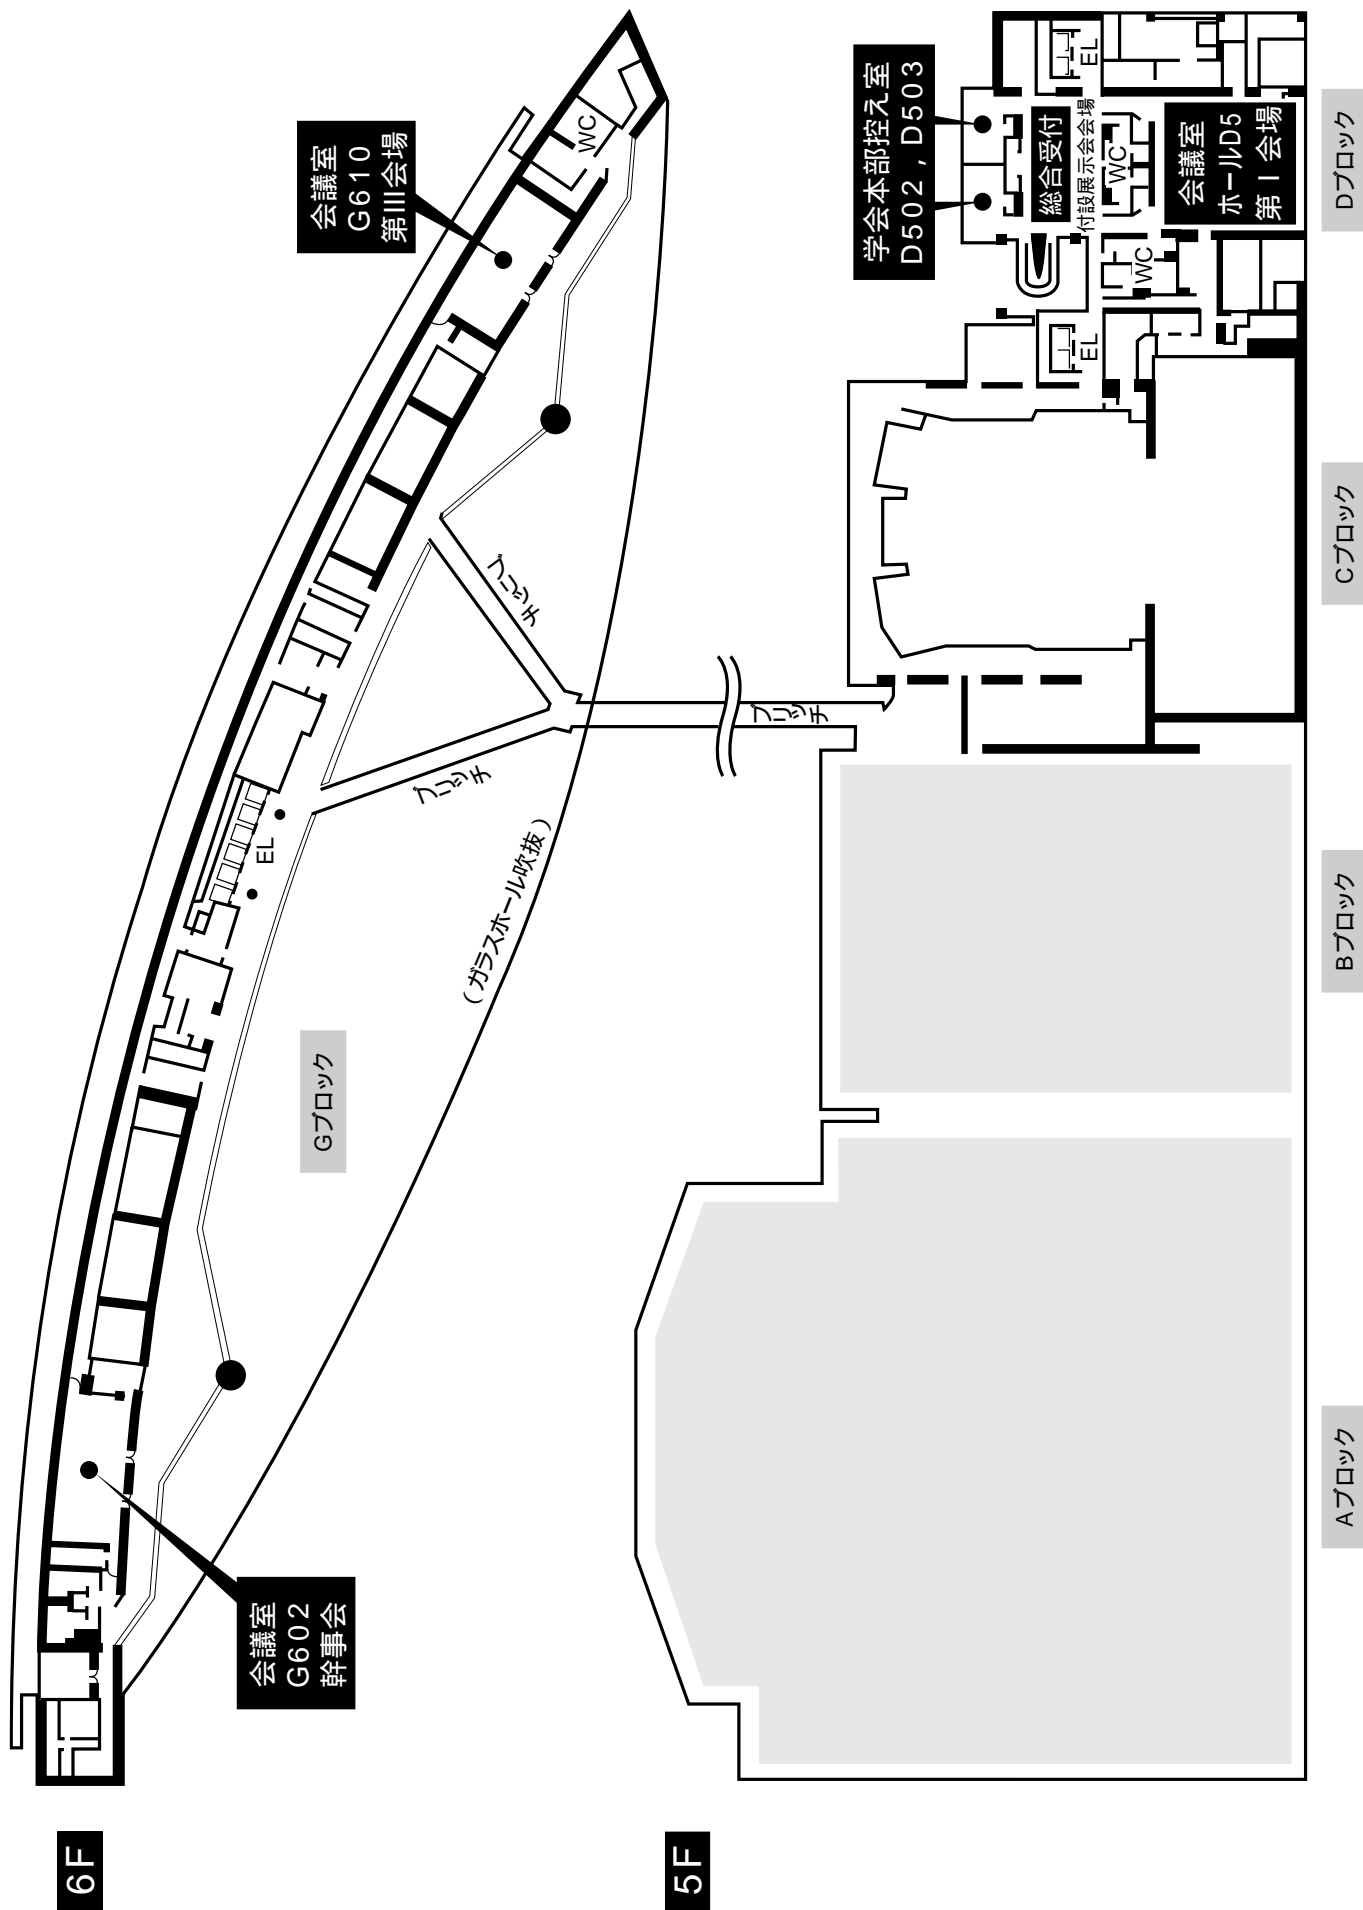 6F
会議室
G602
幹事会
会議室
G610
第III会場
WC
EL
Gブロック
ブリッヂ
ブリッヂ
ブリッヂ
(ガラスホール吹抜)
5F
学会本部控え室
D502,D503
総合受付
付設展示会会場
会議室
ホールD5
第I会場
EL
WC
WC
EL
Aブロック
Bブロック
Cブロック
Dブロック